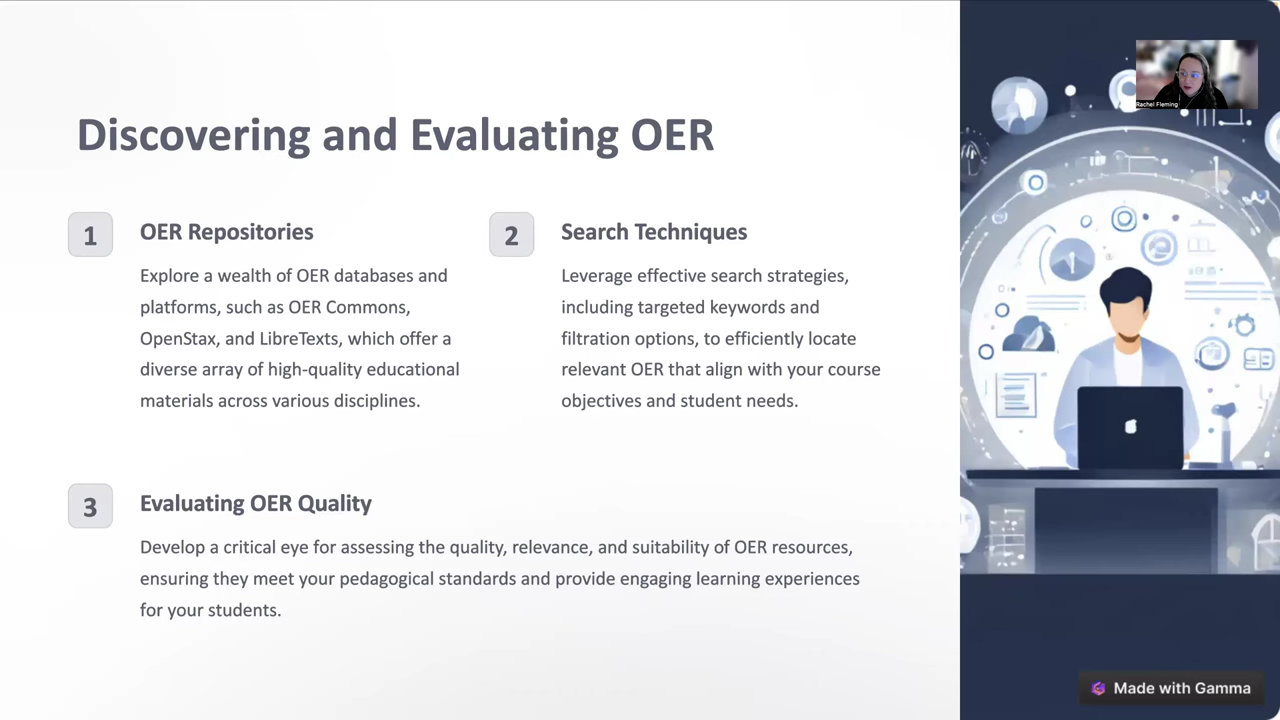 Discovering and Evaluating OER
1
OER Repositories
Explore a wealth of OER databases and
platforms, such as OER Commons,
OpenStax, and LibreTexts, which offer a
diverse array of high-quality educational
materials across various disciplines.
2
Search Techniques
Leverage effective search strategies,
including targeted keywords and
filtration options, to efficiently locate
relevant OER that align with your course
objectives and student needs.
3
Evaluating OER Quality
Develop a critical eye for assessing the quality, relevance, and suitability of OER resources,
ensuring they meet your pedagogical standards and provide engaging learning experiences
for your students.
Rachel Fleming
Made with Gamma